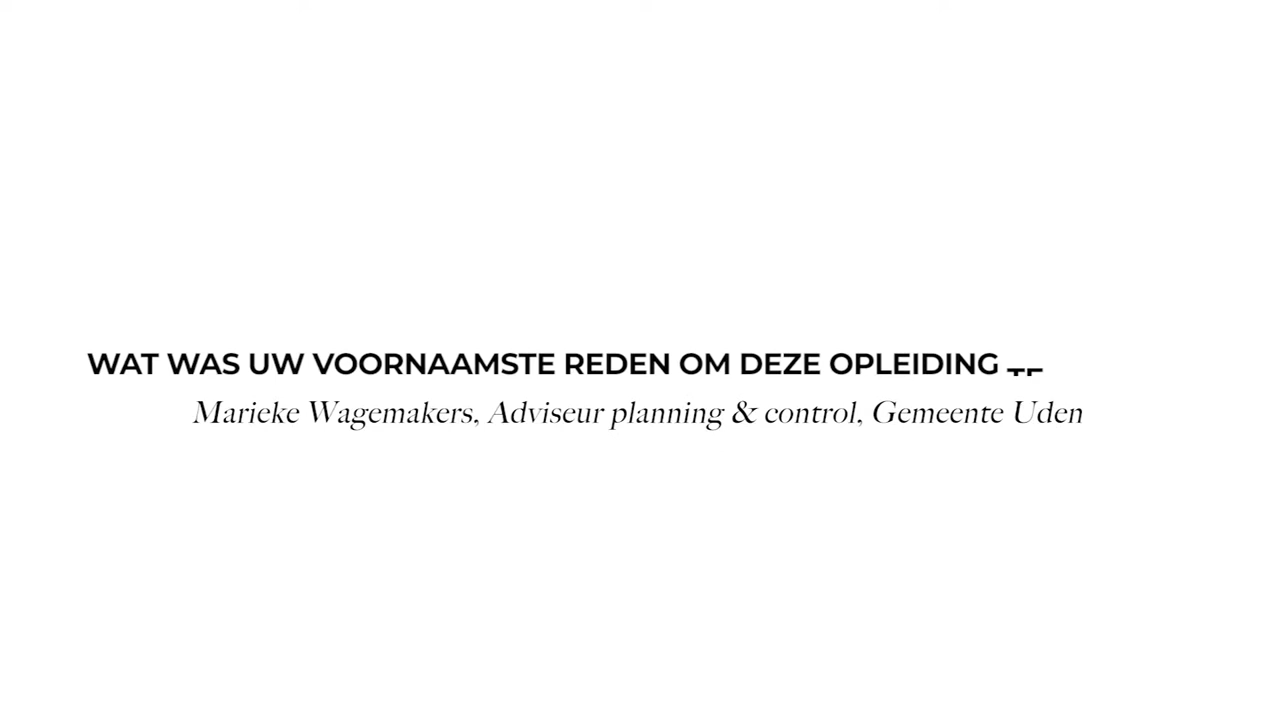 WAT WAS UW VOORNAAMSTE REDEN OM DEZE OPLEIDING
Marieke Wagemakers, Adviseur planning & control, Gemeente Uden